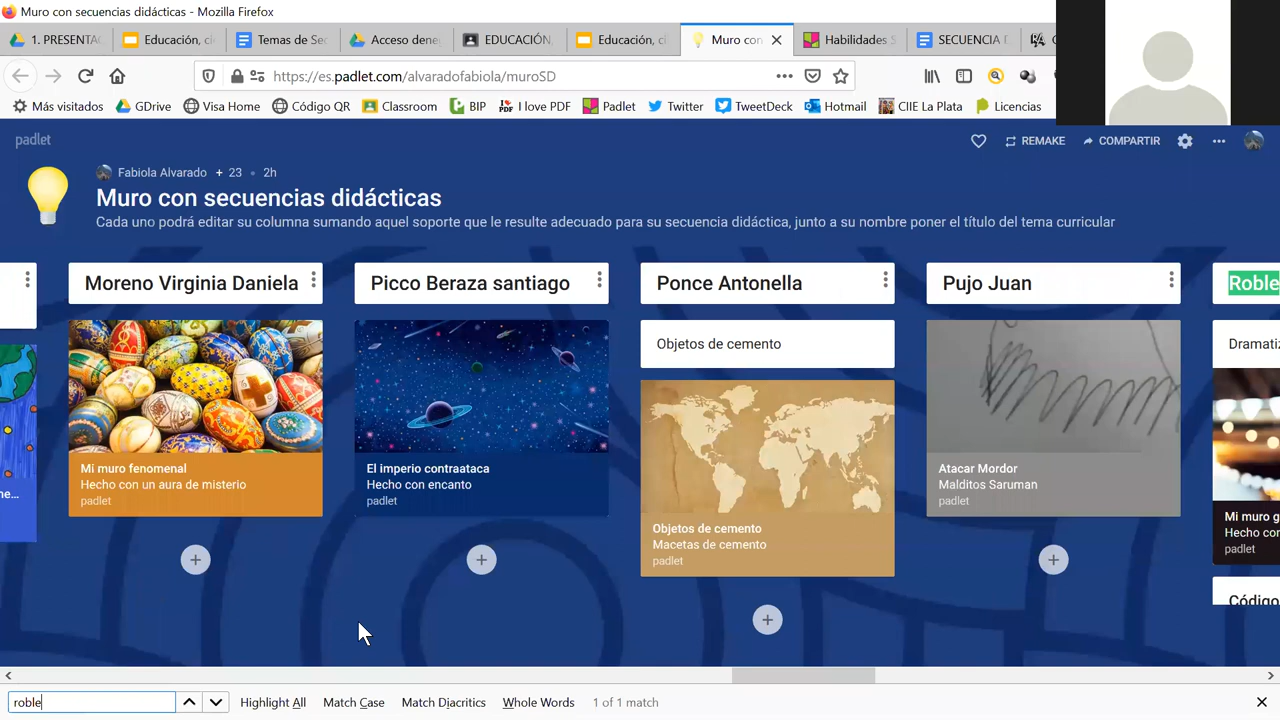 Muro con secuencias didácticas - Mozilla Firefox
1. PRESENTAC
Educación, ci
Temas de Sec
Acceso dene
EDUCACIÓN,
Educación, ci
Muro con
Habilidades S
SECUENCIA D
https://es.padlet.com/alvaradofabiola/muroSD
Más visitados
GDrive
Visa Home
Código QR
Classroom
BIP
I love PDF
Padlet
Twitter
TweetDeck
Hotmail
CIIE La Plata
Licencias
padlet
REMAKE
COMPARTIR
Fabiola Alvarado + 23 • 2h
Muro con secuencias didácticas
Cada uno podrá editar su columna sumando aquel soporte que le resulte adecuado para su secuencia didáctica, junto a su nombre poner el título del tema curricular
Moreno Virginia Daniela
Picco Beraza santiago
Ponce Antonella
Pujo Juan
Roble
Objetos de cemento
Dramatiz
Mi muro fenomenal
Hecho con un aura de misterio
padlet
El imperio contraataca
Hecho con encanto
padlet
Objetos de cemento
Macetas de cemento
padlet
Atacar Mordor
Malditos Saruman
padlet
Mi muro g
Hecho con
padlet
Código
ne...
roble
Highlight All
Match Case
Match Diacritics
Whole Words
1 of 1 match